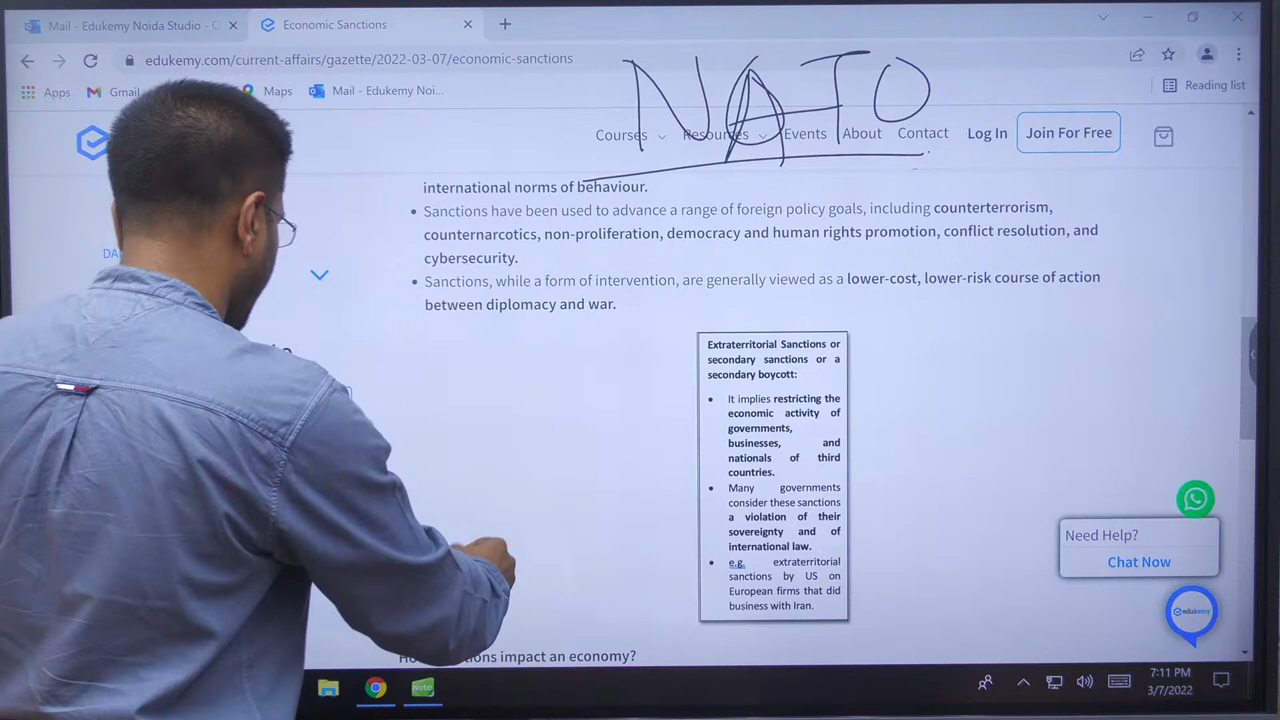 Mail - Edukemy Noida Studio - O
Economic Sanctions
edukemy.com/current-affairs/gazette/2022-03-07/economic-sanctions
Apps
Gmail
Maps
Mail - Edukemy Noi...
Reading list
NATO
Courses
Resources
Events
About
Contact
Log In
Join For Free
international norms of behaviour.
DA
• Sanctions have been used to advance a range of foreign policy goals, including counterterrorism,
counternarcotics, non-proliferation, democracy and human rights promotion, conflict resolution, and
cybersecurity.
• Sanctions, while a form of intervention, are generally viewed as a lower-cost, lower-risk course of action
between diplomacy and war.
Extraterritorial Sanctions or
secondary sanctions or a
secondary boycott:
• It implies restricting the
economic activity of
governments,
businesses, and
nationals of third
countries.
• Many governments
consider these sanctions
a violation of their
sovereignty and of
international law.
• e.g. extraterritorial
sanctions by US on
European firms that did
business with Iran.
Need Help?
Chat Now
edukemy
impact an economy?
Note
7:11 PM
3/7/2022